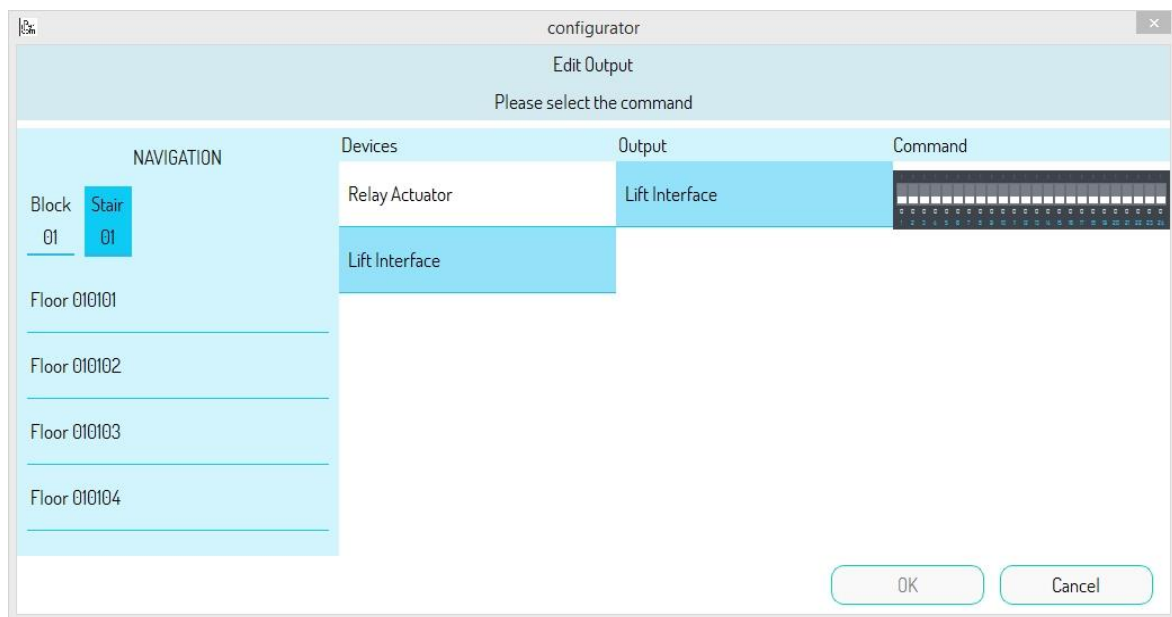 configurator
Edit Output
Please select the command
NAVIGATION
Block Stair
01 01
Floor 010101
Floor 010102
Floor 010103
Floor 010104
Devices
Relay Actuator
Lift Interface
Output
Lift Interface
Command
OK Cancel